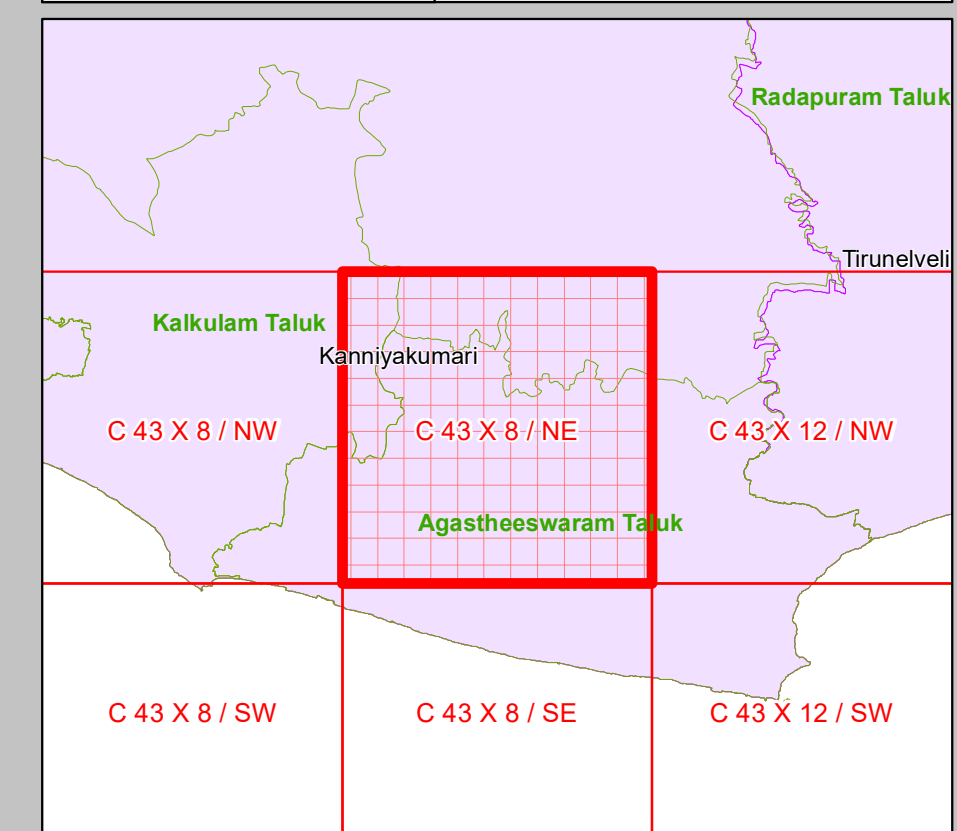 Radapuram Taluk
Tirunelveli
Kalkulam Taluk
Kanniyakumari
C 43 X 8 / NW
C 43 X 8 / NE
C 43 X 12 / NW
Agastheeswaram Taluk
C 43 X 8 / SW
C 43 X 8 / SE
C 43 X 12 / SW